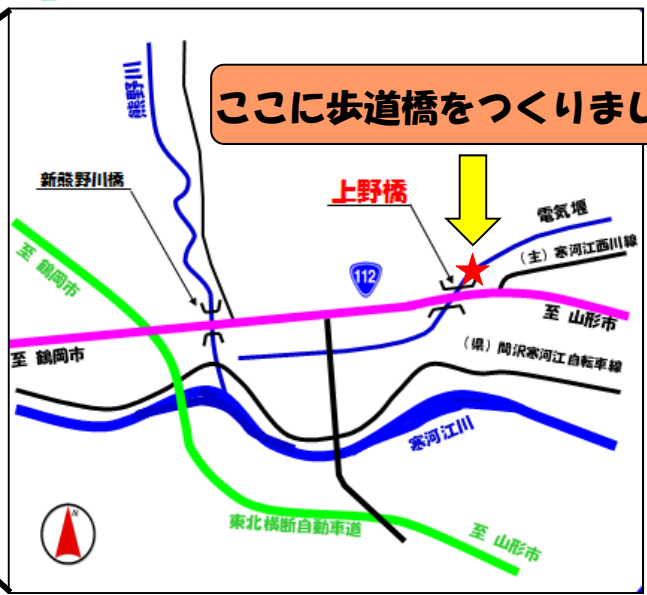 ここに歩道橋をつくりまし
熊野川
新熊野川橋
上野橋
電気堰
(主)寒河江西川線
112
至 鶴岡市
至 山形市
至 鶴岡市
(県)間沢寒河江自転車線
寒河江川
東北横断自動車道
至 山形市
N